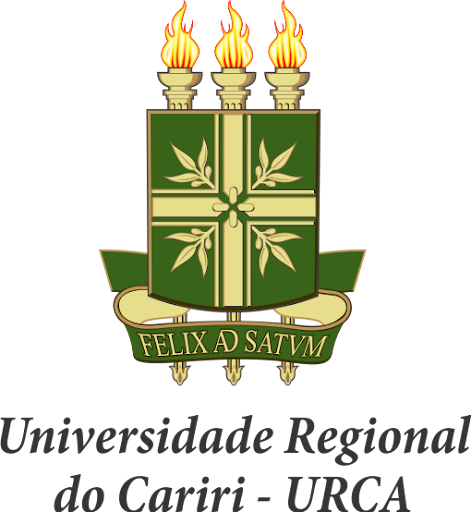 FELIX AD SATVM
Universidade Regional
do Cariri - URCA